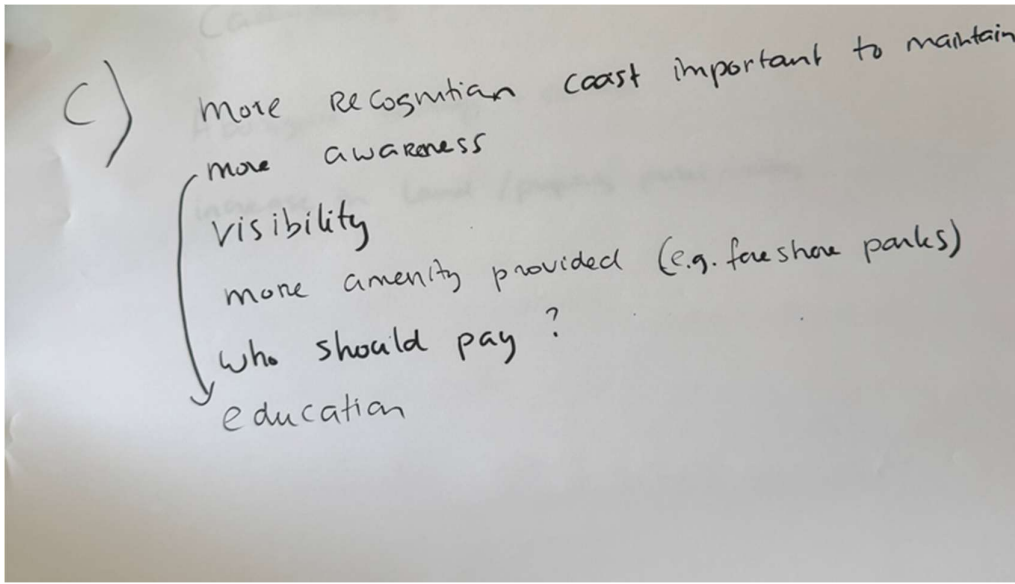 C) more recognition coast important to maintain
more awareness
visibility
more amenity provided (e.g. foreshore parks)
who should pay ?
education